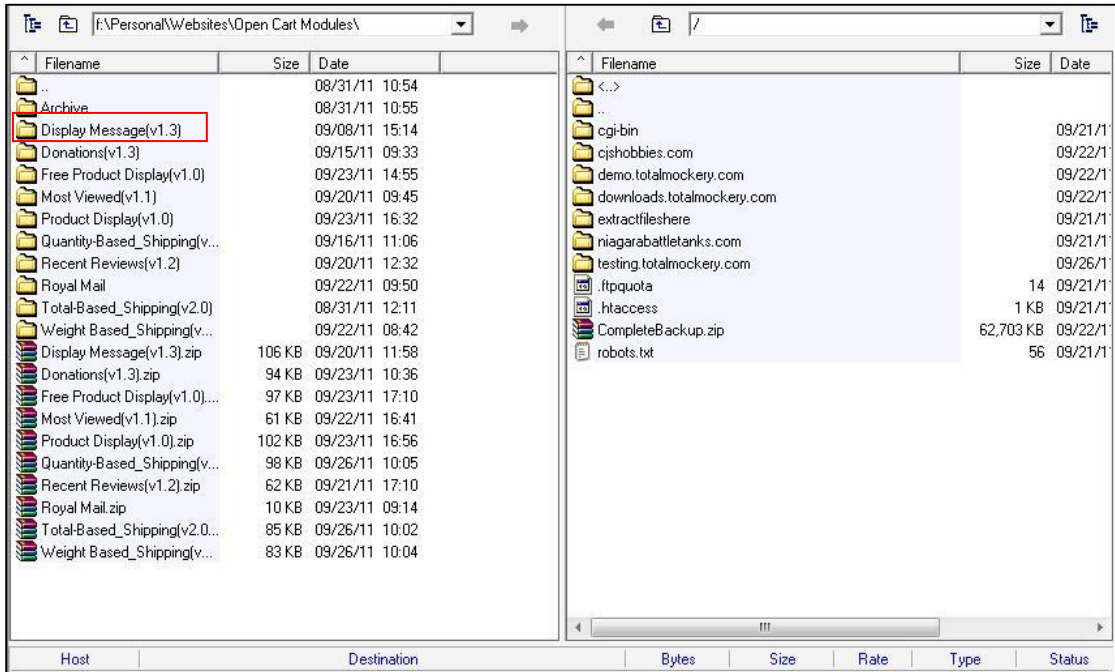 f:\Personal\Websites\Open Cart Modules\
/
^ Filename Size Date
..  08/31/11 10:54
Archive 08/31/11 10:55
Display Message(v1.3) 09/08/11 15:14
Donations(v1.3) 09/15/11 09:33
Free Product Display(v1.0) 09/23/11 14:55
Most Viewed(v1.1) 09/20/11 09:45
Product Display(v1.0) 09/23/11 16:32
Quantity-Based_Shipping(v... 09/16/11 11:06
Recent Reviews(v1.2) 09/20/11 12:32
Royal Mail 09/22/11 09:50
Total-Based_Shipping(v2.0) 08/31/11 12:11
Weight Based_Shipping(v... 09/22/11 08:42
Display Message(v1.3).zip 106 KB 09/20/11 11:58
Donations(v1.3).zip 94 KB 09/23/11 10:36
Free Product Display(v1.0).... 97 KB 09/23/11 17:10
Most Viewed(v1.1).zip 61 KB 09/22/11 16:41
Product Display(v1.0).zip 102 KB 09/23/11 16:56
Quantity-Based_Shipping(v... 98 KB 09/26/11 10:05
Recent Reviews(v1.2).zip 62 KB 09/21/11 17:10
Royal Mail.zip 10 KB 09/23/11 09:14
Total-Based_Shipping(v2.0... 85 KB 09/26/11 10:02
Weight Based_Shipping(v... 83 KB 09/26/11 10:04
^ Filename Size Date
<..>
..
cgi-bin 09/21/1
cjshobbies.com 09/22/1
demo.totalmockery.com 09/22/1
downloads.totalmockery.com 09/22/1
extractfileshere 09/21/1
niagarabattletanks.com 09/21/1
testing.totalmockery.com 09/26/1
.ftpquota 14 09/21/1
.htaccess 1 KB 09/21/1
CompleteBackup.zip 62,703 KB 09/22/1
robots.txt 56 09/21/1
Host Destination Bytes Size Rate Type Status